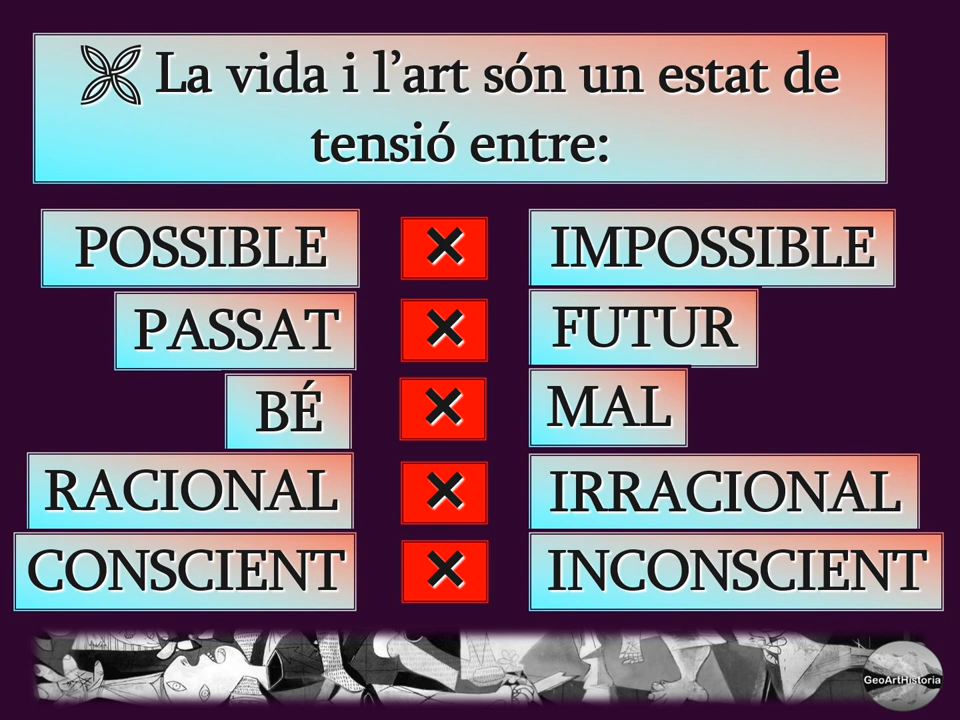 La vida i l’art són un estat de
tensió entre:
POSSIBLE × IMPOSSIBLE
PASSAT × FUTUR
BÉ × MAL
RACIONAL × IRRACIONAL
CONSCIENT × INCONSCIENT
GeoArtHistoria